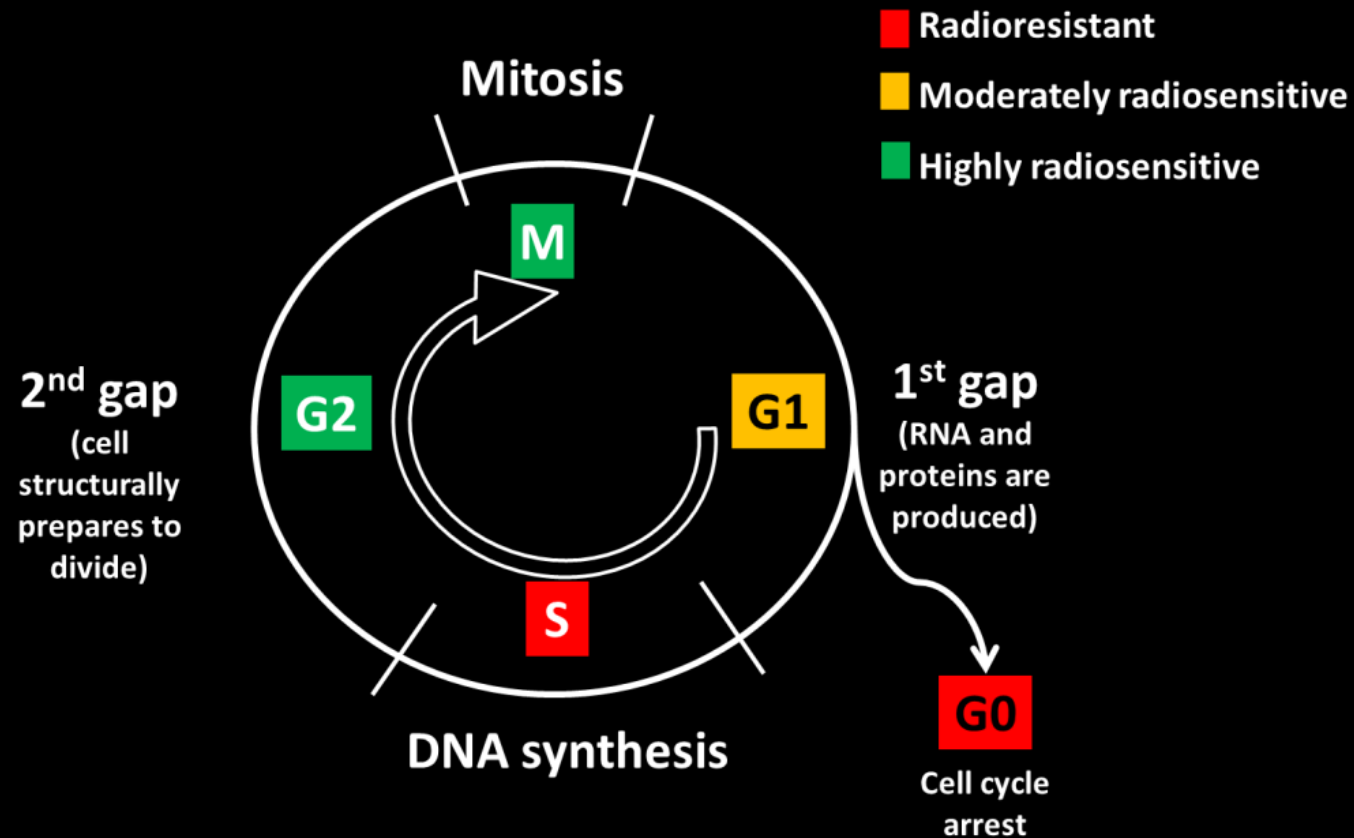 Radioresistant
Moderately radiosensitive
Highly radiosensitive
Mitosis
M
G2
G1
S
2nd gap
(cell
structurally
prepares to
divide)
1st gap
(RNA and
proteins are
produced)
DNA synthesis
G0
Cell cycle
arrest